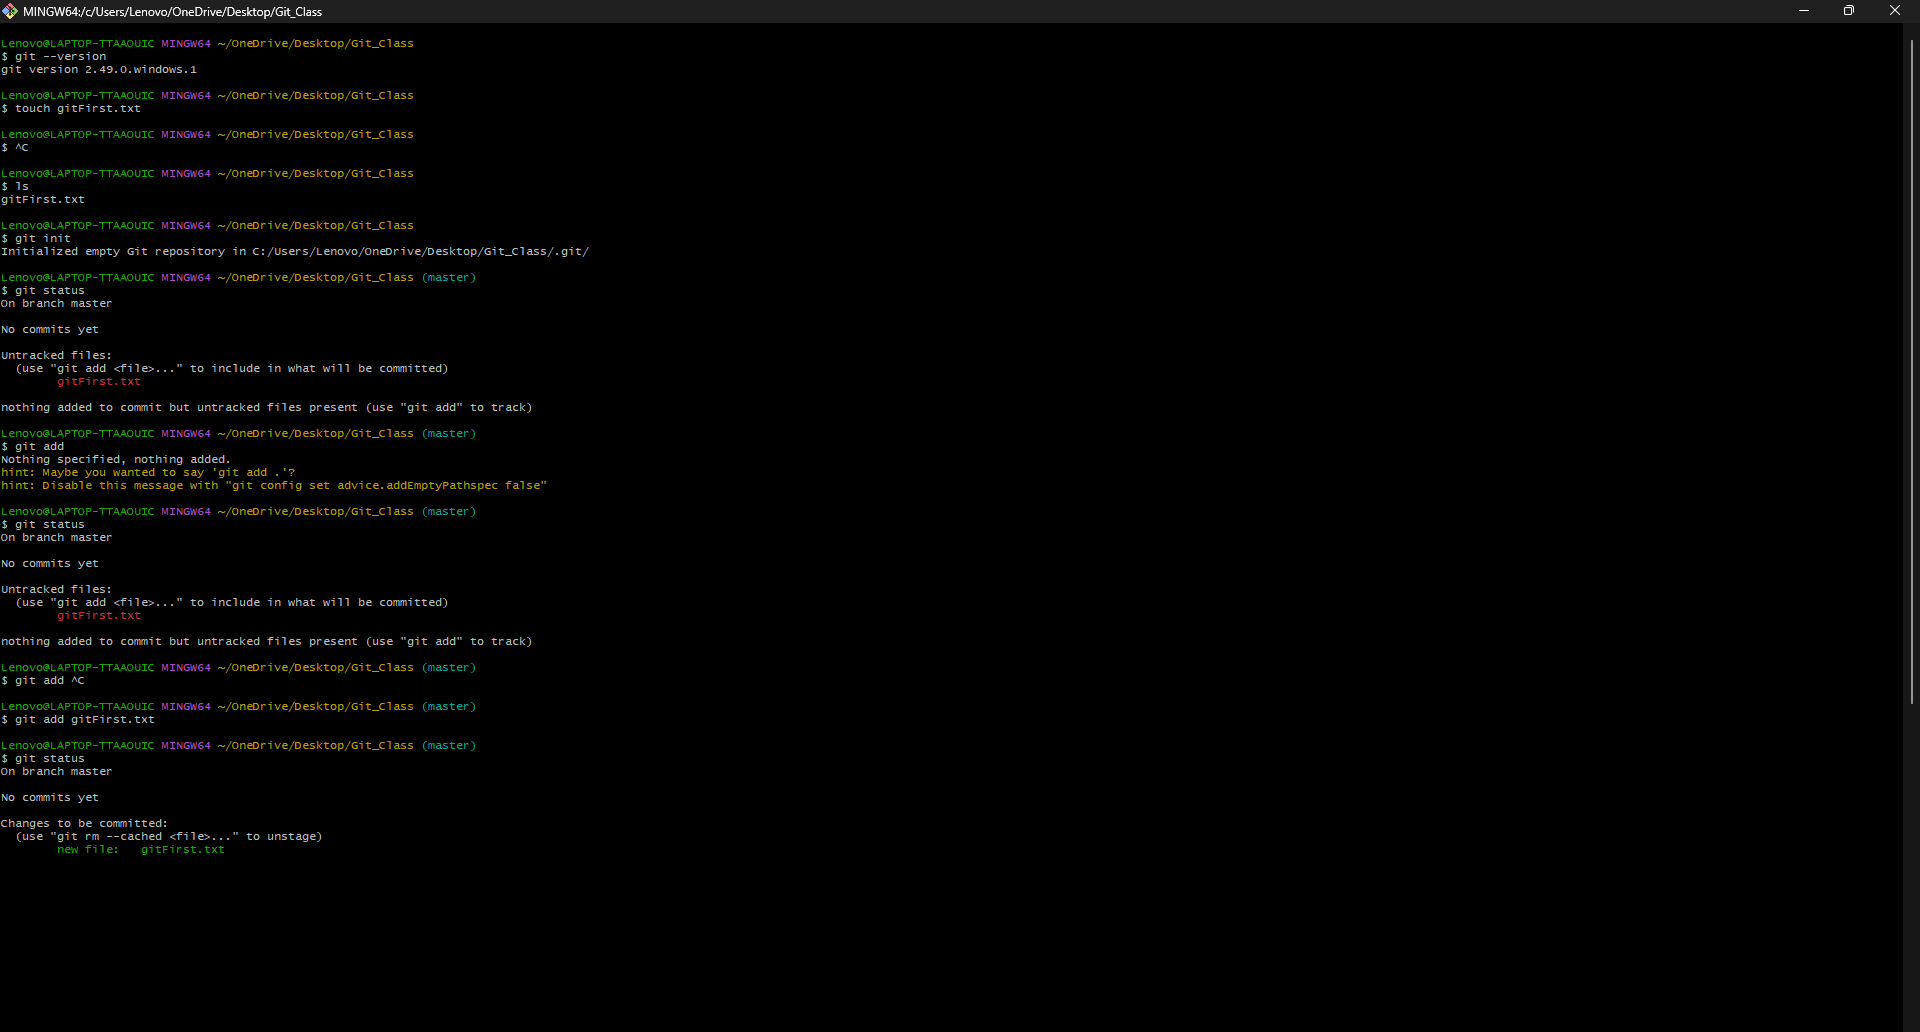 MINGW64:/c/Users/Lenovo/OneDrive/Desktop/Git_Class
Lenovo@LAPTOP-TTAAOUIC MINGW64 ~/OneDrive/Desktop/Git_Class
$ git --version
git version 2.49.0.windows.1
Lenovo@LAPTOP-TTAAOUIC MINGW64 ~/OneDrive/Desktop/Git_Class
$ touch gitFirst.txt
Lenovo@LAPTOP-TTAAOUIC MINGW64 ~/OneDrive/Desktop/Git_Class
$ ^C
Lenovo@LAPTOP-TTAAOUIC MINGW64 ~/OneDrive/Desktop/Git_Class
$ ls
gitFirst.txt
Lenovo@LAPTOP-TTAAOUIC MINGW64 ~/OneDrive/Desktop/Git_Class
$ git init
Initialized empty Git repository in C:/Users/Lenovo/OneDrive/Desktop/Git_Class/.git/
Lenovo@LAPTOP-TTAAOUIC MINGW64 ~/OneDrive/Desktop/Git_Class (master)
$ git status
On branch master
No commits yet
Untracked files:
  (use "git add <file>..." to include in what will be committed)
        gitFirst.txt
nothing added to commit but untracked files present (use "git add" to track)
Lenovo@LAPTOP-TTAAOUIC MINGW64 ~/OneDrive/Desktop/Git_Class (master)
$ git add
Nothing specified, nothing added.
hint: Maybe you wanted to say 'git add .'?
hint: Disable this message with "git config set advice.addEmptyPathspec false"
Lenovo@LAPTOP-TTAAOUIC MINGW64 ~/OneDrive/Desktop/Git_Class (master)
$ git status
On branch master
No commits yet
Untracked files:
  (use "git add <file>..." to include in what will be committed)
        gitFirst.txt
nothing added to commit but untracked files present (use "git add" to track)
Lenovo@LAPTOP-TTAAOUIC MINGW64 ~/OneDrive/Desktop/Git_Class (master)
$ git add ^C
Lenovo@LAPTOP-TTAAOUIC MINGW64 ~/OneDrive/Desktop/Git_Class (master)
$ git add gitFirst.txt
Lenovo@LAPTOP-TTAAOUIC MINGW64 ~/OneDrive/Desktop/Git_Class (master)
$ git status
On branch master
No commits yet
Changes to be committed:
  (use "git rm --cached <file>..." to unstage)
        new file:   gitFirst.txt